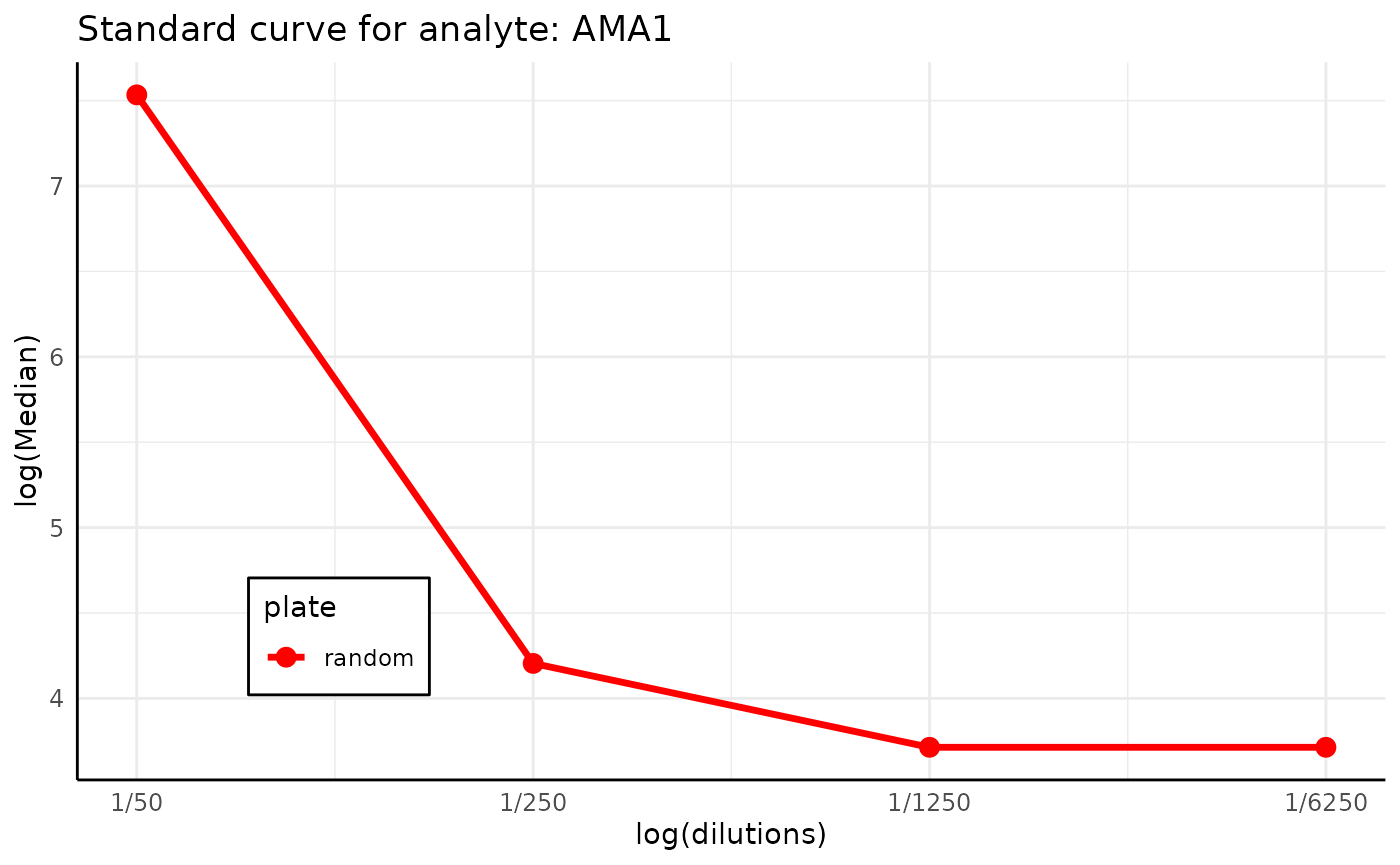 Standard curve for analyte: AMA1
log(Median)
7
6
5
4
plate
random
1/50 1/250 1/1250 1/6250
log(dilutions)